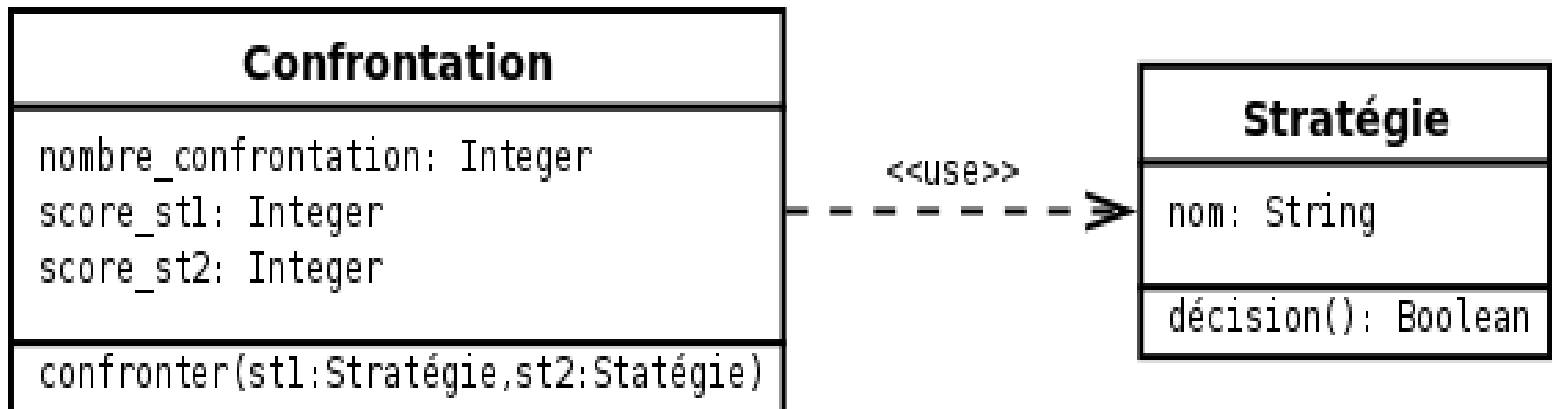 Confrontation
nombre_confrontation: Integer
score_st1: Integer
score_st2: Integer
confronter(st1:Stratégie,st2:Statégie)
<<use>>
Stratégie
nom: String
décision(): Boolean